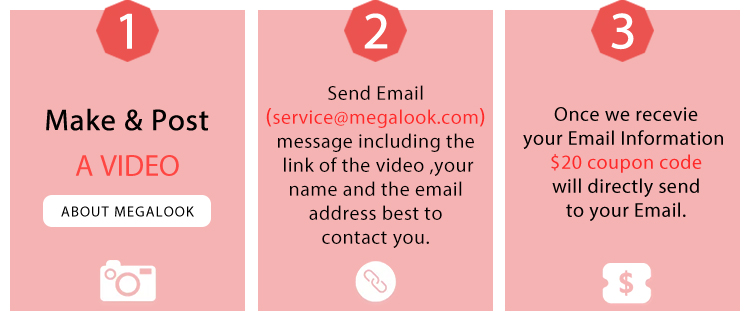 1
Make & Post
A VIDEO
ABOUT MEGALOOK
2
Send Email
(service@megalook.com)
message including the
link of the video ,your
name and the email
address best to
contact you.
3
Once we recevie
your Email Information
$20 coupon code
will directly send
to your Email.
$